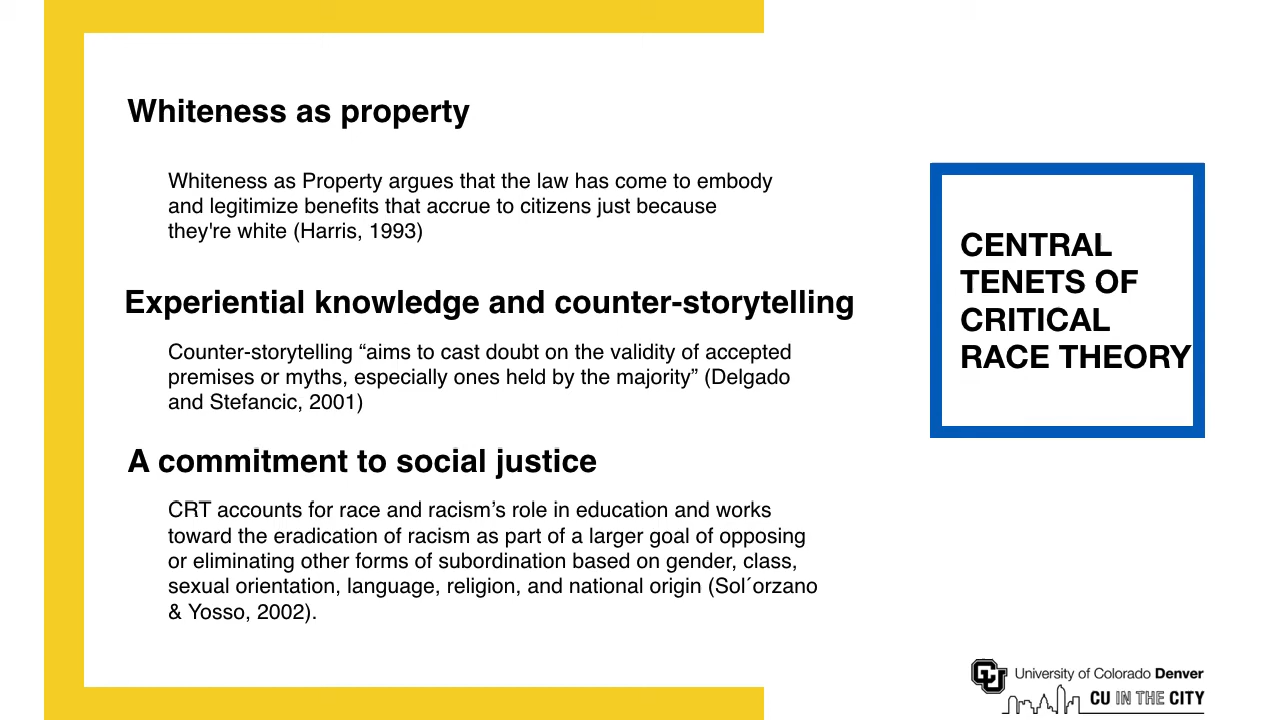 Whiteness as property
Whiteness as Property argues that the law has come to embody
and legitimize benefits that accrue to citizens just because
they're white (Harris, 1993)
Experiential knowledge and counter-storytelling
Counter-storytelling “aims to cast doubt on the validity of accepted
premises or myths, especially ones held by the majority” (Delgado
and Stefancic, 2001)
A commitment to social justice
CRT accounts for race and racism’s role in education and works
toward the eradication of racism as part of a larger goal of opposing
or eliminating other forms of subordination based on gender, class,
sexual orientation, language, religion, and national origin (Sol´orzano
& Yosso, 2002).
CENTRAL
TENETS OF
CRITICAL
RACE THEORY
CU
University of Colorado Denver
CU IN THE CITY